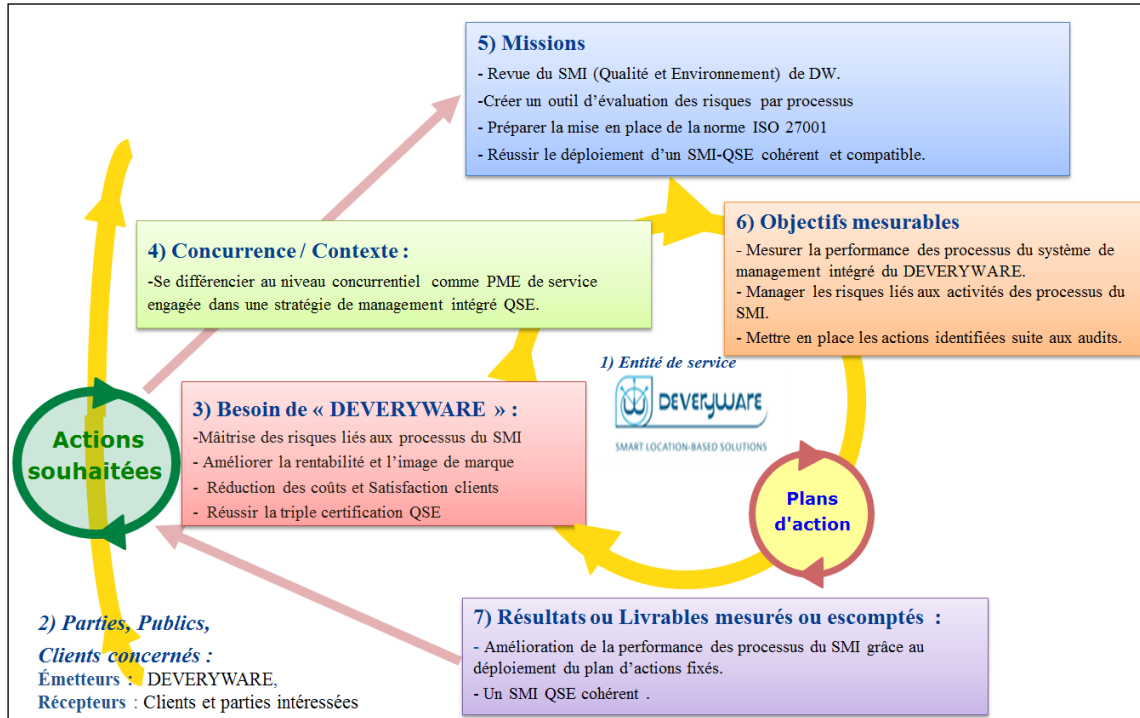 5) Missions
- Revue du SMI (Qualité et Environnement) de DW.
-Créer un outil d’évaluation des risques par processus
- Préparer la mise en place de la norme ISO 27001
- Réussir le déploiement d’un SMI-QSE cohérent et compatible.
4) Concurrence / Contexte :
-Se différencier au niveau concurrentiel comme PME de service
engagée dans une stratégie de management intégré QSE.
6) Objectifs mesurables
- Mesurer la performance des processus du système de
management intégré du DEVERYWARE.
- Manager les risques liés aux activités des processus du
SMI.
- Mettre en place les actions identifiées suite aux audits.
1) Entité de service
DEVERYWARE
SMART LOCATION-BASED SOLUTIONS
3) Besoin de « DEVERYWARE » :
-Mâitrise des risques liés aux processus du SMI
- Améliorer la rentabilité et l’image de marque
- Réduction des coûts et Satisfaction clients
- Réussir la triple certification QSE
Actions
souhaitées
Plans
d'action
2) Parties, Publics,
Clients concernés :
Émetteurs : DEVERYWARE,
Récepteurs : Clients et parties intéressées
7) Résultats ou Livrables mesurés ou escomptés :
- Amélioration de la performance des processus du SMI grâce au
déploiement du plan d’actions fixés.
- Un SMI QSE cohérent .